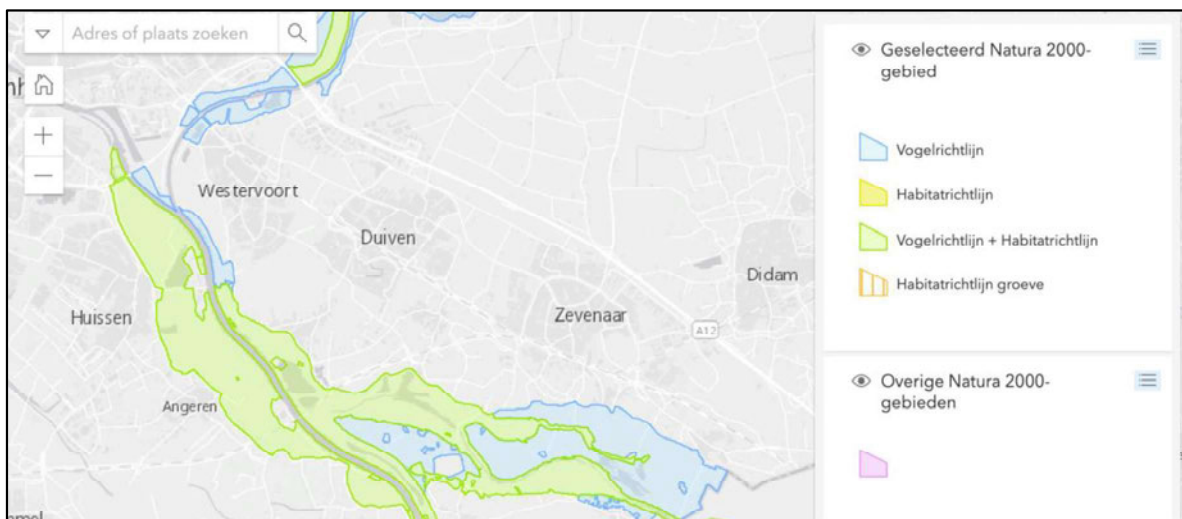 Adres of plaats zoeken
Westervoort
Duiven
Didam
Huissen
Zevenaar
A12
Angeren
Geselecteerd Natura 2000-
gebied
Vogelrichtlijn
Habitatrichtlijn
Vogelrichtlijn + Habitatrichtlijn
Habitatrichtlijn groeve
Overige Natura 2000-
gebieden